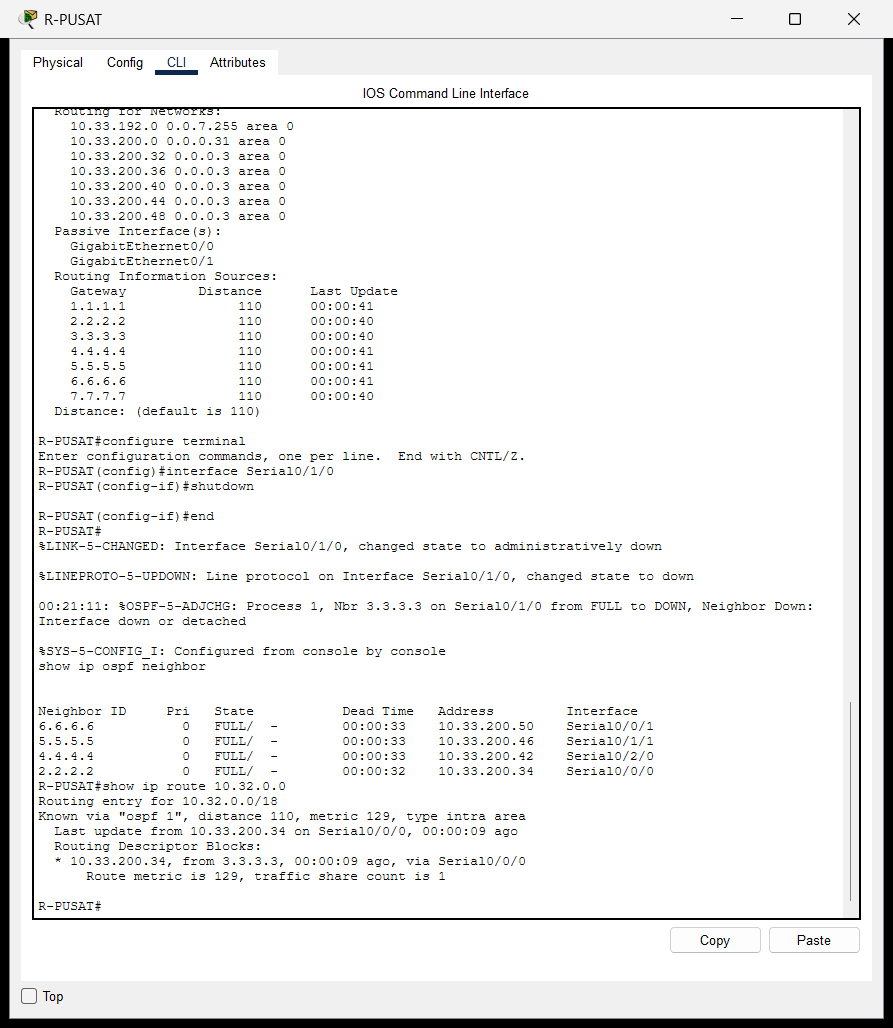 R-PUSAT
Physical Config CLI Attributes
IOS Command Line Interface
Routing for Networks:
10.33.192.0 0.0.7.255 area 0
10.33.200.0 0.0.0.31 area 0
10.33.200.32 0.0.0.3 area 0
10.33.200.36 0.0.0.3 area 0
10.33.200.40 0.0.0.3 area 0
10.33.200.44 0.0.0.3 area 0
10.33.200.48 0.0.0.3 area 0
Passive Interface(s):
GigabitEthernet0/0
GigabitEthernet0/1
Routing Information Sources:
Gateway Distance Last Update
1.1.1.1 110 00:00:41
2.2.2.2 110 00:00:40
3.3.3.3 110 00:00:40
4.4.4.4 110 00:00:41
5.5.5.5 110 00:00:41
6.6.6.6 110 00:00:41
7.7.7.7 110 00:00:40
Distance: (default is 110)
R-PUSAT#configure terminal
Enter configuration commands, one per line. End with CNTL/Z.
R-PUSAT(config)#interface Serial0/1/0
R-PUSAT(config-if)#shutdown
R-PUSAT(config-if)#end
R-PUSAT#
%LINK-5-CHANGED: Interface Serial0/1/0, changed state to administratively down
%LINEPROTO-5-UPDOWN: Line protocol on Interface Serial0/1/0, changed state to down
00:21:11: %OSPF-5-ADJCHG: Process 1, Nbr 3.3.3.3 on Serial0/1/0 from FULL to DOWN, Neighbor Down:
Interface down or detached
%SYS-5-CONFIG_I: Configured from console by console
show ip ospf neighbor
Neighbor ID Pri State Dead Time Address Interface
6.6.6.6 0 FULL/ - 00:00:33 10.33.200.50 Serial0/0/1
5.5.5.5 0 FULL/ - 00:00:33 10.33.200.46 Serial0/1/1
4.4.4.4 0 FULL/ - 00:00:33 10.33.200.42 Serial0/2/0
2.2.2.2 0 FULL/ - 00:00:32 10.33.200.34 Serial0/0/0
R-PUSAT#show ip route 10.32.0.0
Routing entry for 10.32.0.0/18
Known via "ospf 1", distance 110, metric 129, type intra area
Last update from 10.33.200.34 on Serial0/0/0, 00:00:09 ago
Routing Descriptor Blocks:
* 10.33.200.34, from 3.3.3.3, 00:00:09 ago, via Serial0/0/0
Route metric is 129, traffic share count is 1
R-PUSAT#
Copy Paste
Top